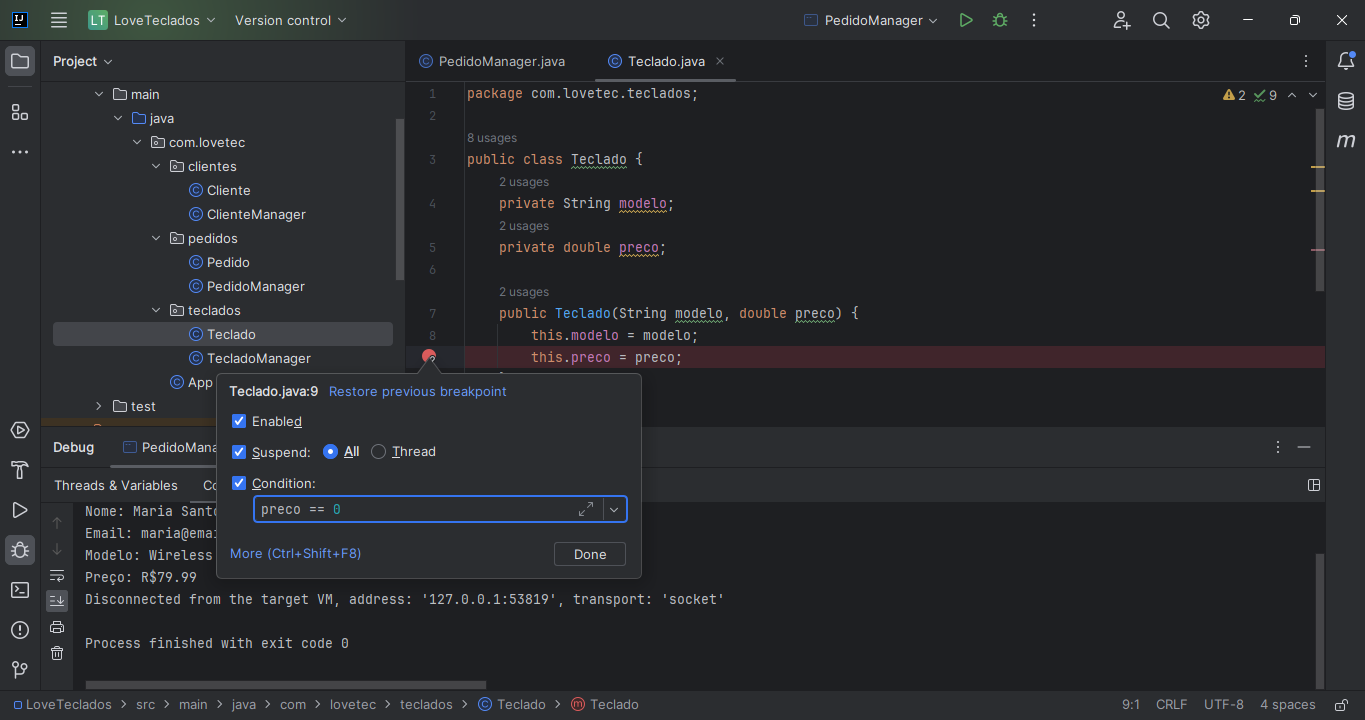 LT LoveTeclados Version control PedidoManager
Project
PedidoManager.java Teclado.java
main
java
com.lovetec
clientes
Cliente
ClienteManager
pedidos
Pedido
PedidoManager
teclados
Teclado
TecladoManager
App
test
1 package com.lovetec.teclados;
2 9
2
8 usages
3 public class Teclado {
2 usages
4 private String modelo;
2 usages
5 private double preco;
6
2 usages
7 public Teclado(String modelo, double preco) {
8 this.modelo = modelo;
this.preco = preco;
Teclado.java:9 Restore previous breakpoint
Enabled
Suspend: All Thread
Condition:
preco == 0
More (Ctrl+Shift+F8) Done
Debug PedidoMana
Threads & Variables Co
Nome: Maria Santo
Email: maria@emai
Modelo: Wireless
Preço: R$79.99
Disconnected from the target VM, address: '127.0.0.1:53819', transport: 'socket'
Process finished with exit code 0
LoveTeclados > src > main > java > com > lovetec > teclados > Teclado > Teclado
9:1 CRLF UTF-8 4 spaces